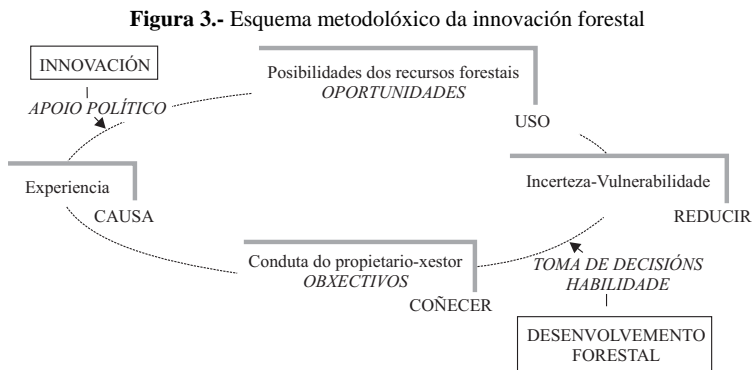 Figura 3.- Esquema metodolóxico da innovación forestal
INNOVACIÓN
APOIO POLÍTICO
Posibilidades dos recursos forestais
OPORTUNIDADES
USO
Experiencia
CAUSA
Incerteza-Vulnerabilidade
REDUCIR
Conduta do propietario-xestor
OBXECTIVOS
COÑECER
TOMA DE DECISIÓNS
HABILIDADE
DESENVOLVEMENTO
FORESTAL